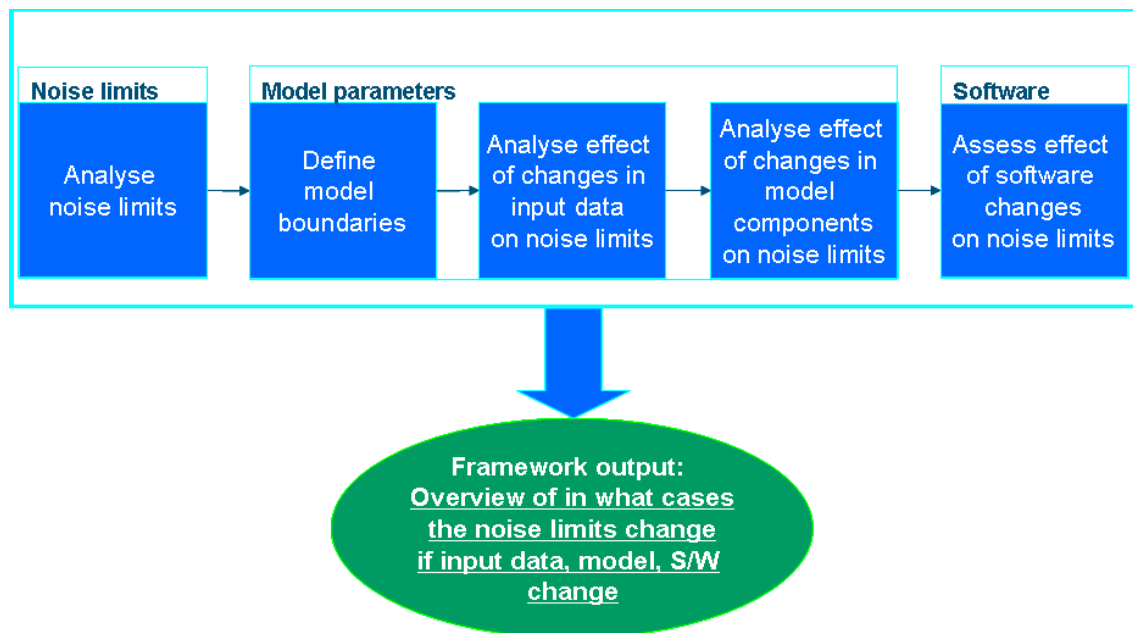 Noise limits
Model parameters
Software
Analyse
noise limits
Define
model
boundaries
Analyse effect
of changes in
input data
on noise limits
Analyse effect
of changes in
model
components
on noise limits
Assess effect
of software
changes
on noise limits
Framework output:
Overview of in what cases
the noise limits change
if input data, model, S/W
change